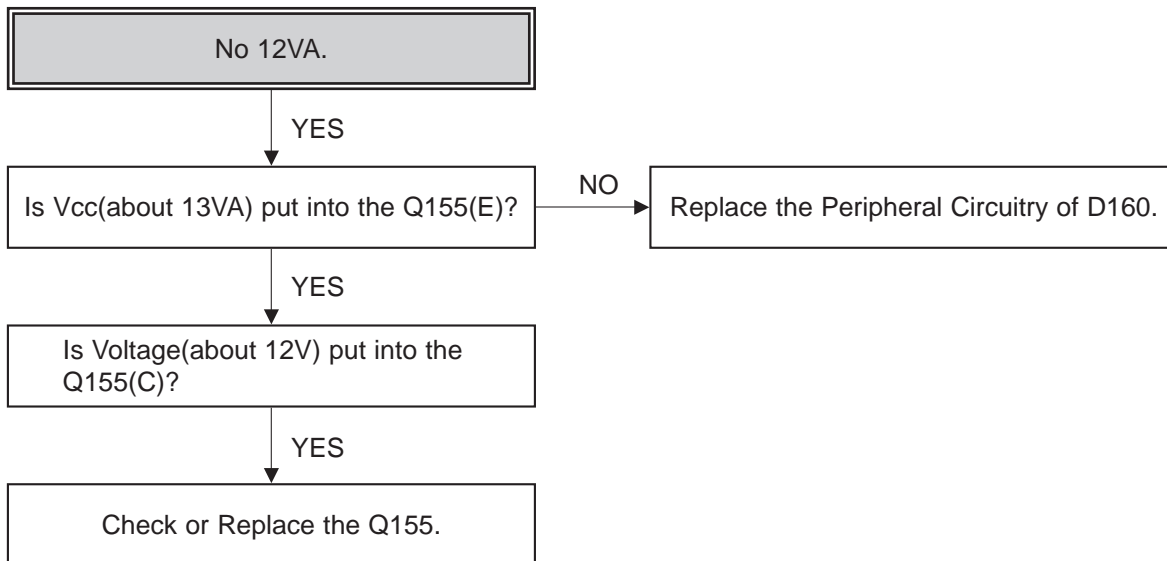 No 12VA.
YES
Is Vcc(about 13VA) put into the Q155(E)?
NO
Replace the Peripheral Circuitry of D160.
YES
Is Voltage(about 12V) put into the
Q155(C)?
YES
Check or Replace the Q155.